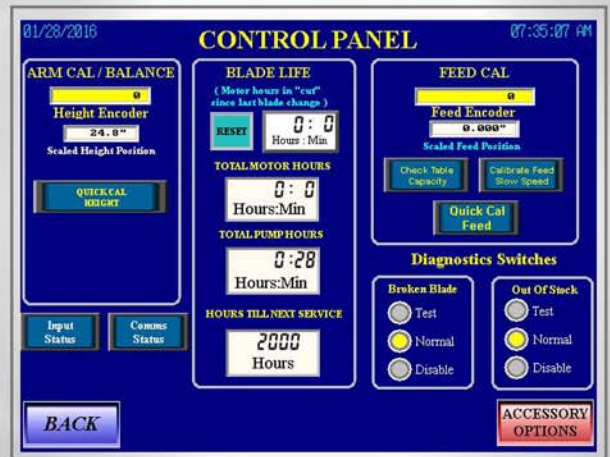 01/28/2016
CONTROL PANEL
07:35:07 AM
ARM CAL / BALANCE
0
Height Encoder
24.8"
Scaled Height Position
QUICK CAL
HEIGHT
Input
Status
Comms
Status
BLADE LIFE
( Motor hours in "cut"
since last blade change )
RESET
0: 0
Hours : Min
TOTAL MOTOR HOURS
0: 0
Hours:Min
TOTAL PUMP HOURS
0:28
Hours:Min
HOURS TILL NEXT SERVICE
2000
Hours
FEED CAL
0
Feed Encoder
0.000"
Scaled Feed Position
Check Table
Capacity
Calibrate Feed
Slow Speed
Quick Cal
Feed
Diagnostics Switches
Broken Blade
Test
Normal
Disable
Out Of Stock
Test
Normal
Disable
BACK
ACCESSORY
OPTIONS